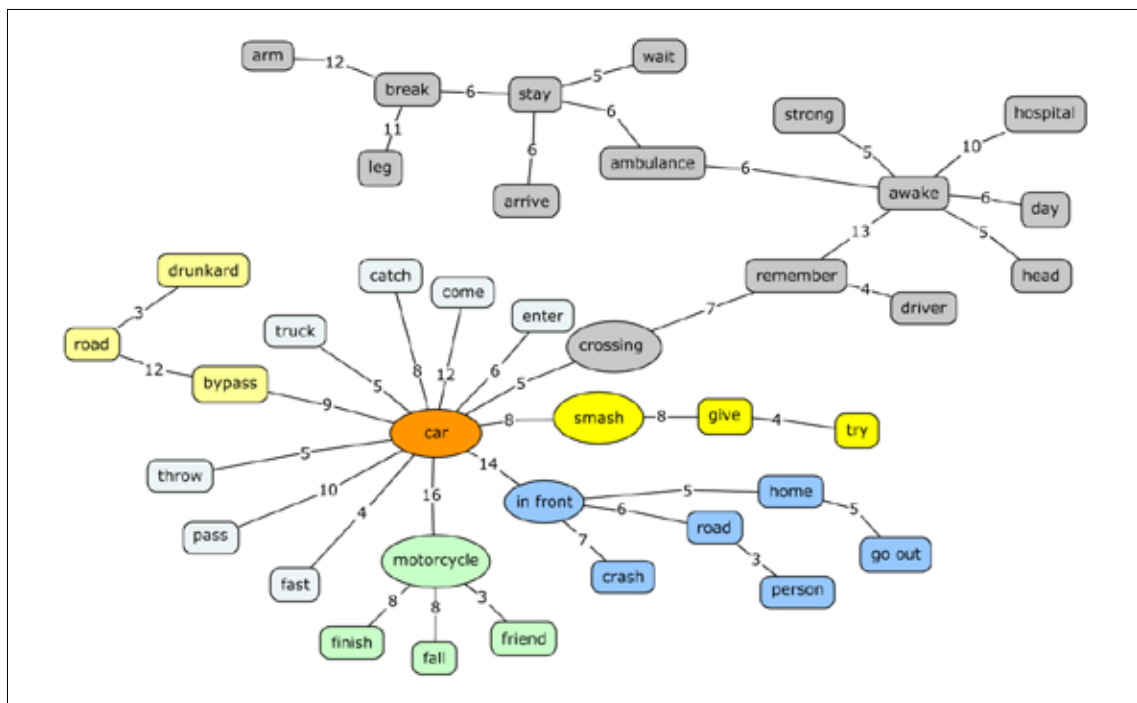 arm
12
break
11
leg
6
stay
5
wait
6
6
arrive
ambulance
6
strong
5
hospital
10
awake
6
day
5
head
13
remember
4
driver
7
crossing
5
drunkard
3
road
12
bypass
9
truck
5
catch
8
come
12
enter
6
car
8
smash
8
give
4
try
throw
5
pass
10
fast
4
16
motorcycle
8
finish
8
fall
3
friend
14
in front
7
crash
5
home
5
go out
6
road
3
person